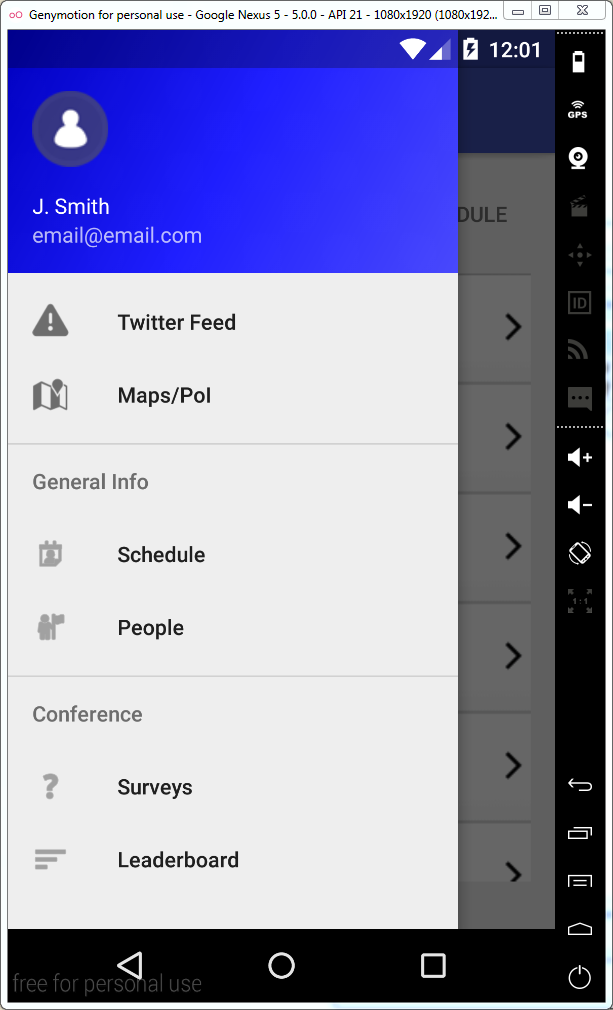 Genymotion for personal use - Google Nexus 5 - 5.0.0 - API 21 - 1080x1920 (1080x192...
12:01
GPS
J. Smith
email@email.com
DULE
ID
Twitter Feed
Maps/PoI
General Info
Schedule
People
1:1
Conference
Surveys
Leaderboard
free for personal use